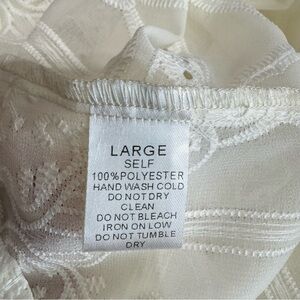 LARGE
SELF
100%POLYESTER
HAND WASH COLD
DO NOT DRY
CLEAN
DO NOT BLEACH
IRON ON LOW
DO NOT TUMBLE
DRY